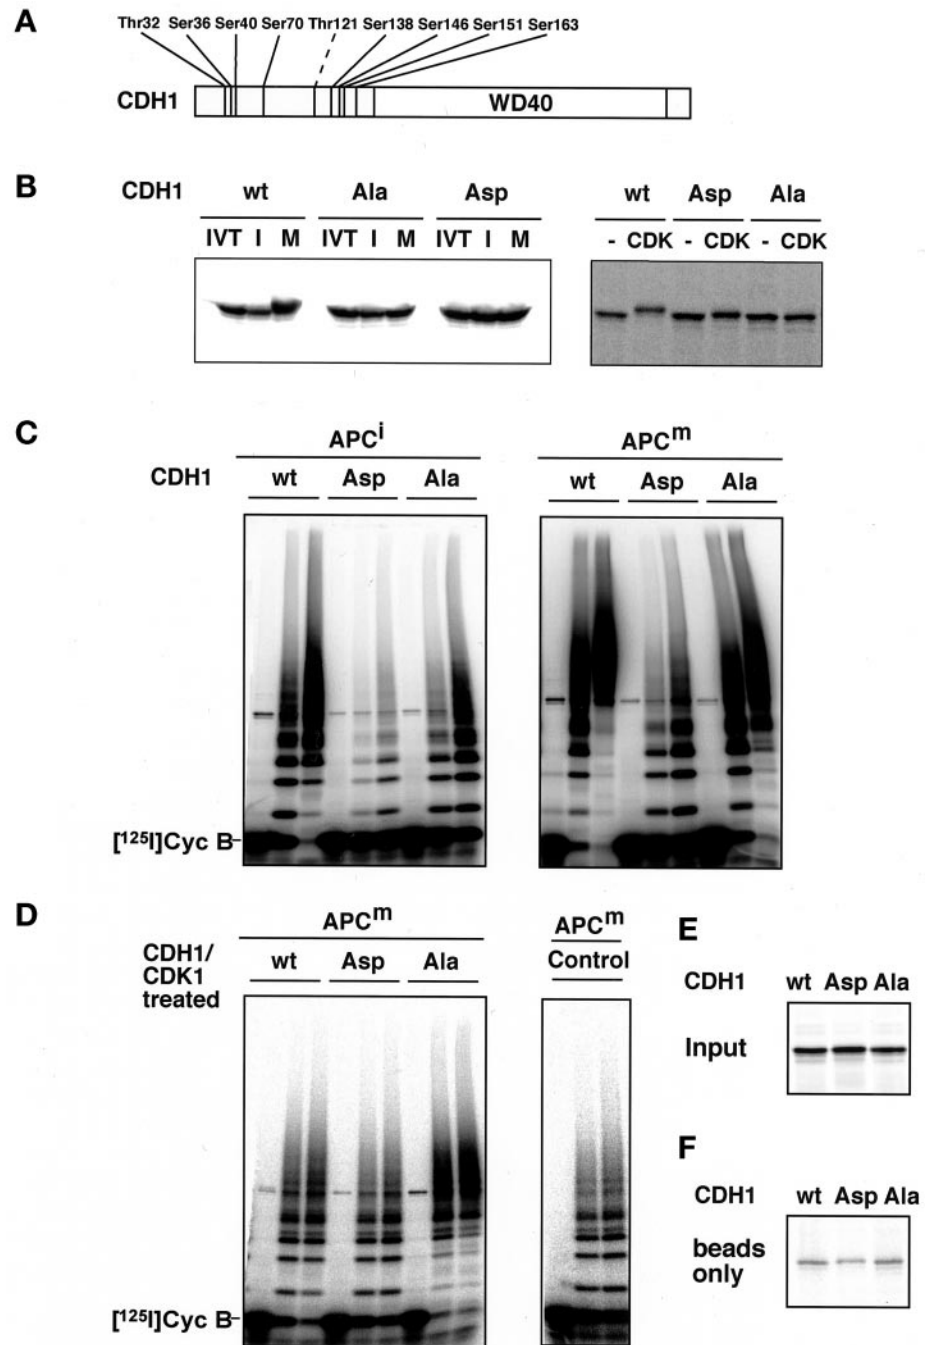 A
Thr32 Ser36 Ser40 Ser70 Thr121 Ser138 Ser146 Ser151 Ser163
CDH1
WD40
B
CDH1 wt Ala Asp
IVT I M IVT I M IVT I M
wt Asp Ala
- CDK - CDK - CDK
C
APCi APCm
CDH1 wt Asp Ala wt Asp Ala
[125I]Cyc B-
D
APCm
CDH1/
CDK1
treated
wt Asp Ala
[125I]Cyc B-
APCm
Control
E
CDH1 wt Asp Ala
Input
F
CDH1 wt Asp Ala
beads
only